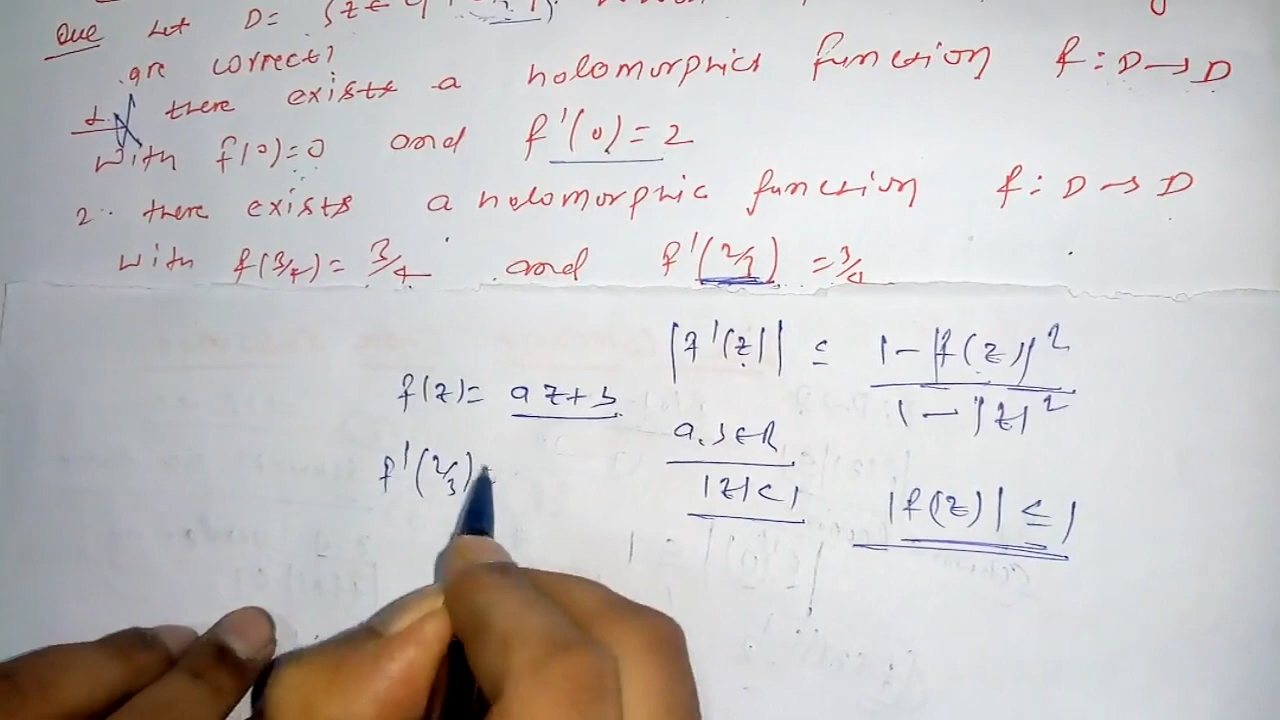 Que Let D= {z ∈
are correct?
1. there exists a holomorphics function f: D→D
with f(0)=0 and f'(0)=2
2. there exists a holomorphic function f: D→D
with f(3/4)= 3/4 and f'(2/3) =3/4
|f'(z)| ≤ 1-|f(z)|²
1-|z|²
f(z)= az+b
a,b∈R
f'(2/3)=
|z|<1
|f(z)| ≤ 1